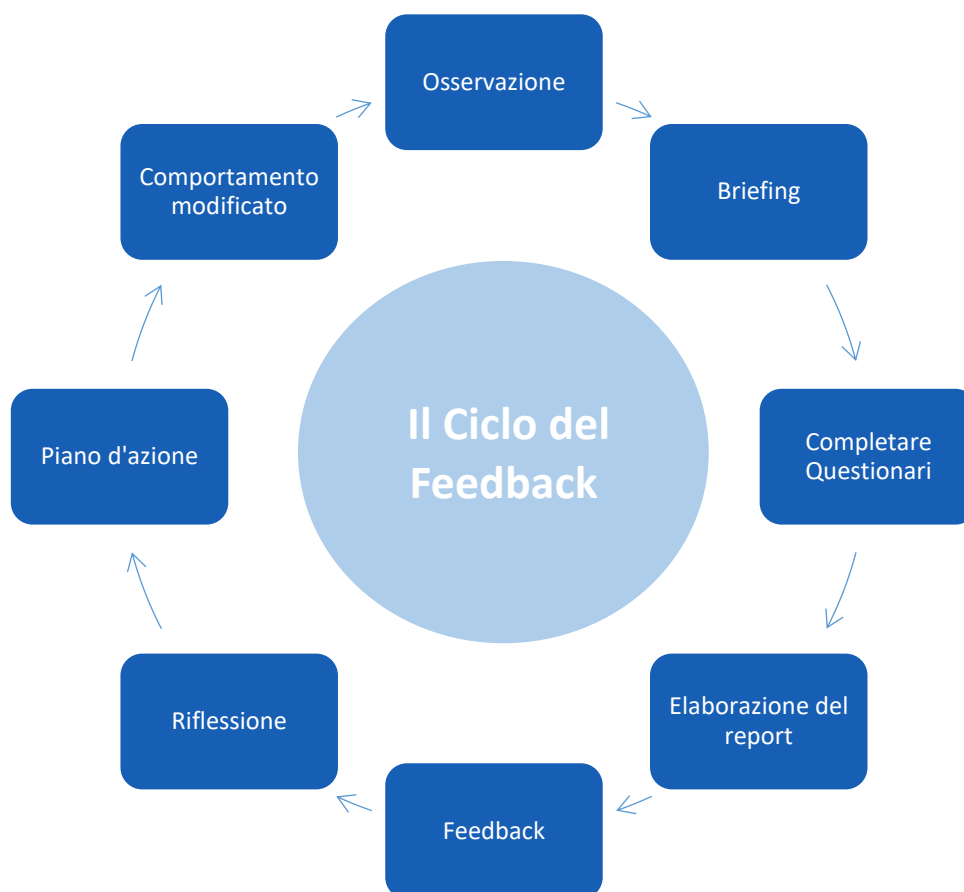 Osservazione
Briefing
Completare
Questionari
Elaborazione del
report
Feedback
Riflessione
Piano d'azione
Comportamento
modificato
Il Ciclo del
Feedback